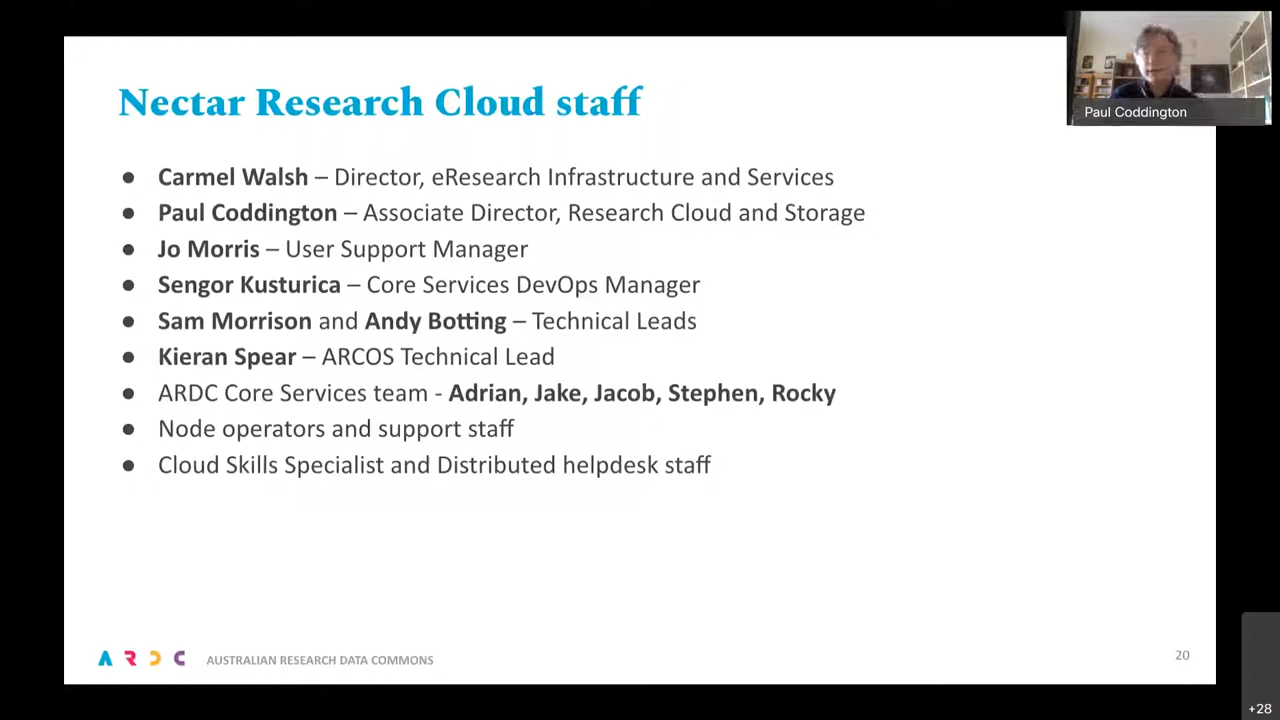 Nectar Research Cloud staff
Paul Coddington
● Carmel Walsh – Director, eResearch Infrastructure and Services
● Paul Coddington – Associate Director, Research Cloud and Storage
● Jo Morris – User Support Manager
● Sengor Kusturica – Core Services DevOps Manager
● Sam Morrison and Andy Botting – Technical Leads
● Kieran Spear – ARCOS Technical Lead
● ARDC Core Services team - Adrian, Jake, Jacob, Stephen, Rocky
● Node operators and support staff
● Cloud Skills Specialist and Distributed helpdesk staff
ARDC AUSTRALIAN RESEARCH DATA COMMONS
20
+28